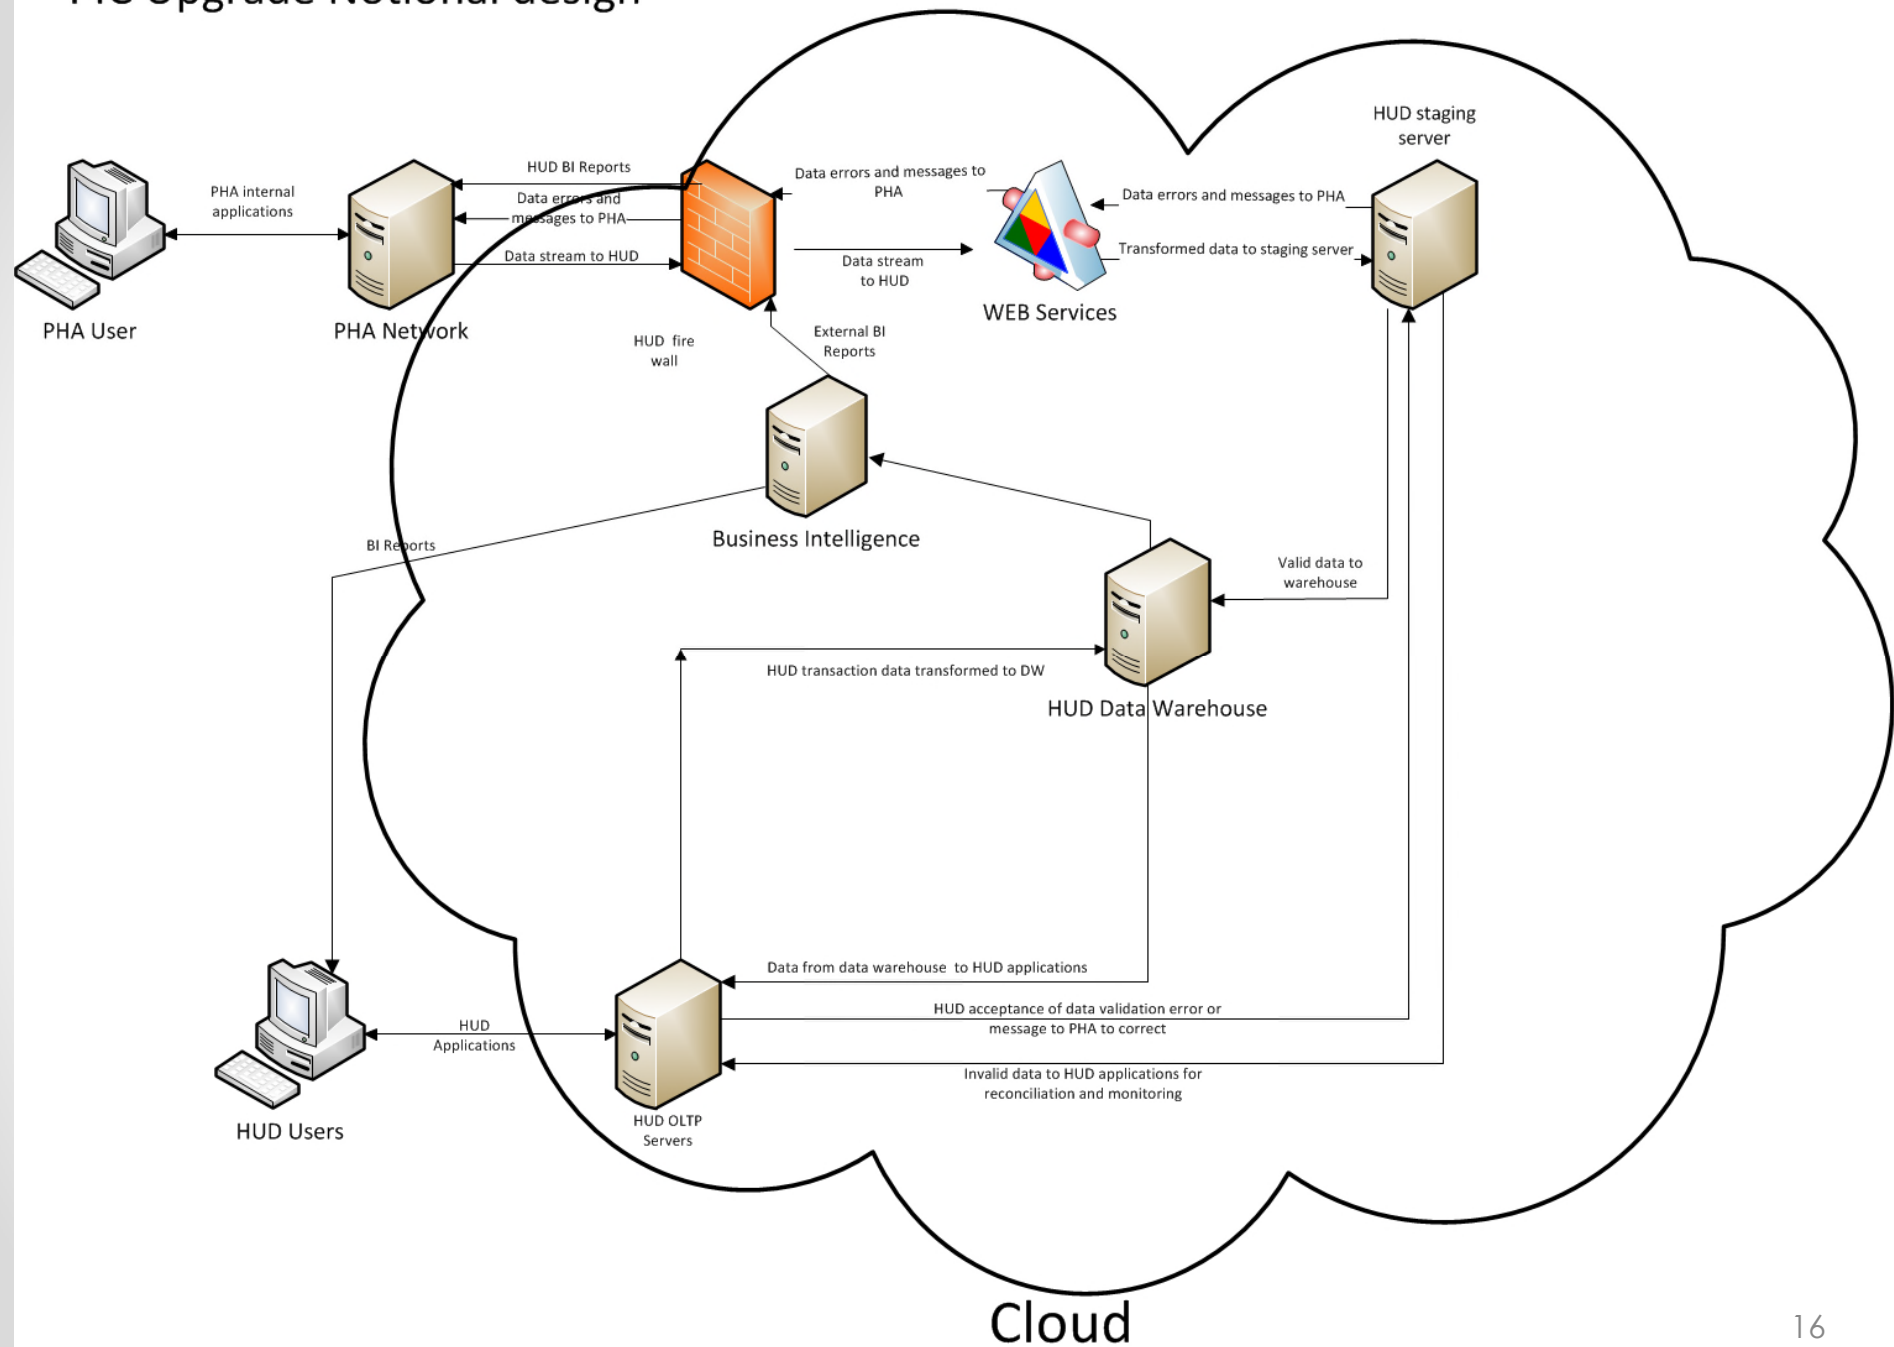 Upgrade Notional design
HUD staging
server
HUD BI Reports
Data errors and messages to
PHA
PHA internal
applications
Data errors and
messages to PHA
Data errors and messages to PHA
Data stream to HUD
Data stream
to HUD
Transformed data to staging server
PHA User
PHA Network
HUD fire
wall
External BI
Reports
WEB Services
Business Intelligence
BI Reports
Valid data to
warehouse
HUD transaction data transformed to DW
HUD Data Warehouse
Data from data warehouse to HUD applications
HUD acceptance of data validation error or
message to PHA to correct
HUD
Applications
Invalid data to HUD applications for
reconciliation and monitoring
HUD Users
HUD OLTP
Servers
Cloud
16